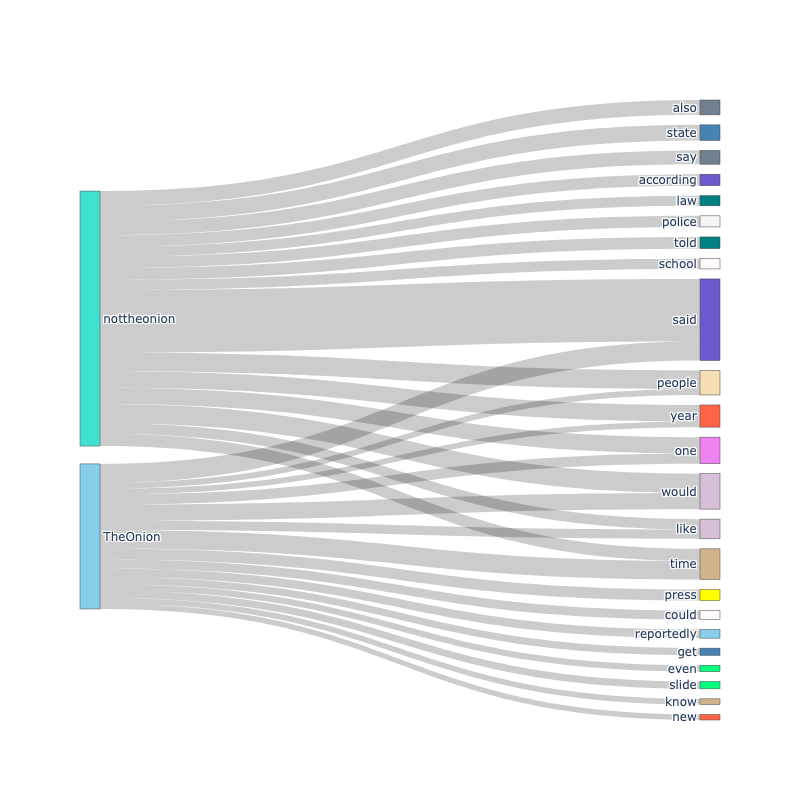 nottheonion
TheOnion
also
state
say
according
law
police
told
school
said
people
year
one
would
like
time
press
could
reportedly
get
even
slide
know
new